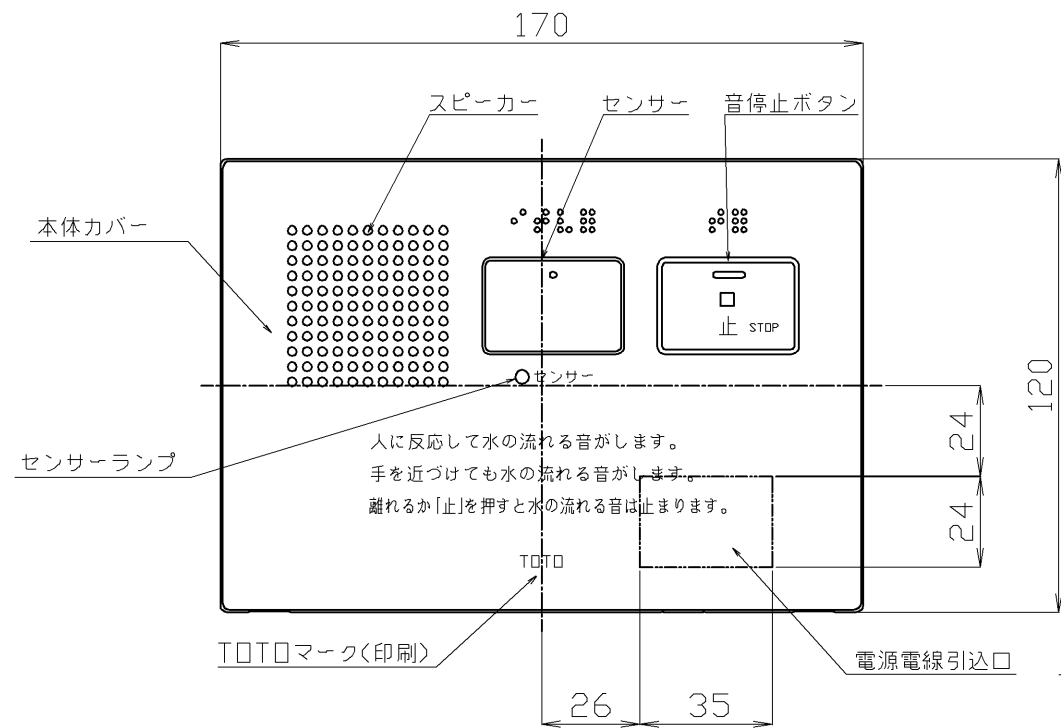 170
スピーカー
センサー
音停止ボタン
本体カバー
止 STOP
センサー
120
24
人に反応して水の流れる音がします。
センサーランプ
手を近づけても水の流れる音がします。
離れるか「止」を押すと水の流れる音は止まります。
24
TOTO
TOTOマーク(印刷)
電源電線引込口
26
35